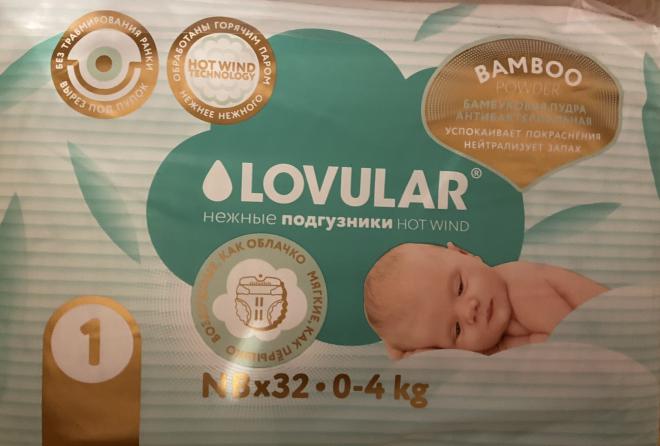 БЕЗ ТРАВМИРОВАНИЯ РАНКИ
ВЫРЕЗ ПОД ПУПОК
ОБРАБОТАНЫ ГОРЯЧИМ ПАРОМ
HOT WIND
TECHNOLOGY
НЕЖНЕЕ НЕЖНОГО
BAMBOO
POWDER
БАМБУКОВАЯ ПУДРА
АНТИБАКТЕРИАЛЬНАЯ
УСПОКАИВАЕТ ПОКРАСНЕНИЯ
НЕЙТРАЛИЗУЕТ ЗАПАХ
LOVULAR®
нежные подгузники HOT WIND
ВОЗДУШНЫЕ, КАК ОБЛАЧКО
МЯГКИЕ, КАК ПЁРЫШКО
1
NBx32 • 0-4 kg